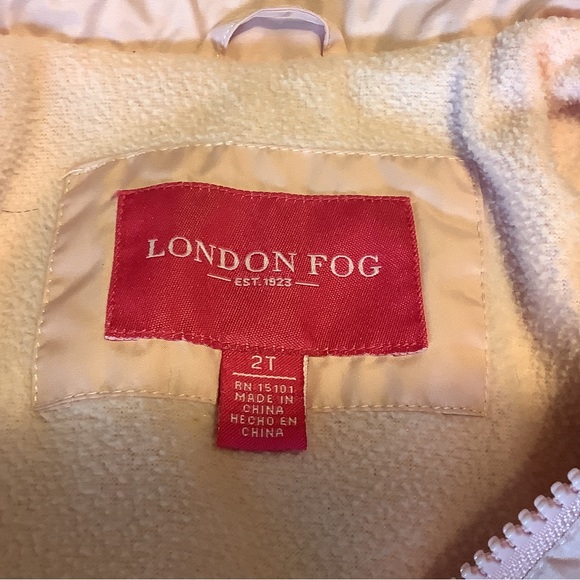 LONDON FOG
EST. 1923
2T
RN 15101
MADE IN
CHINA
HECHO EN
CHINA